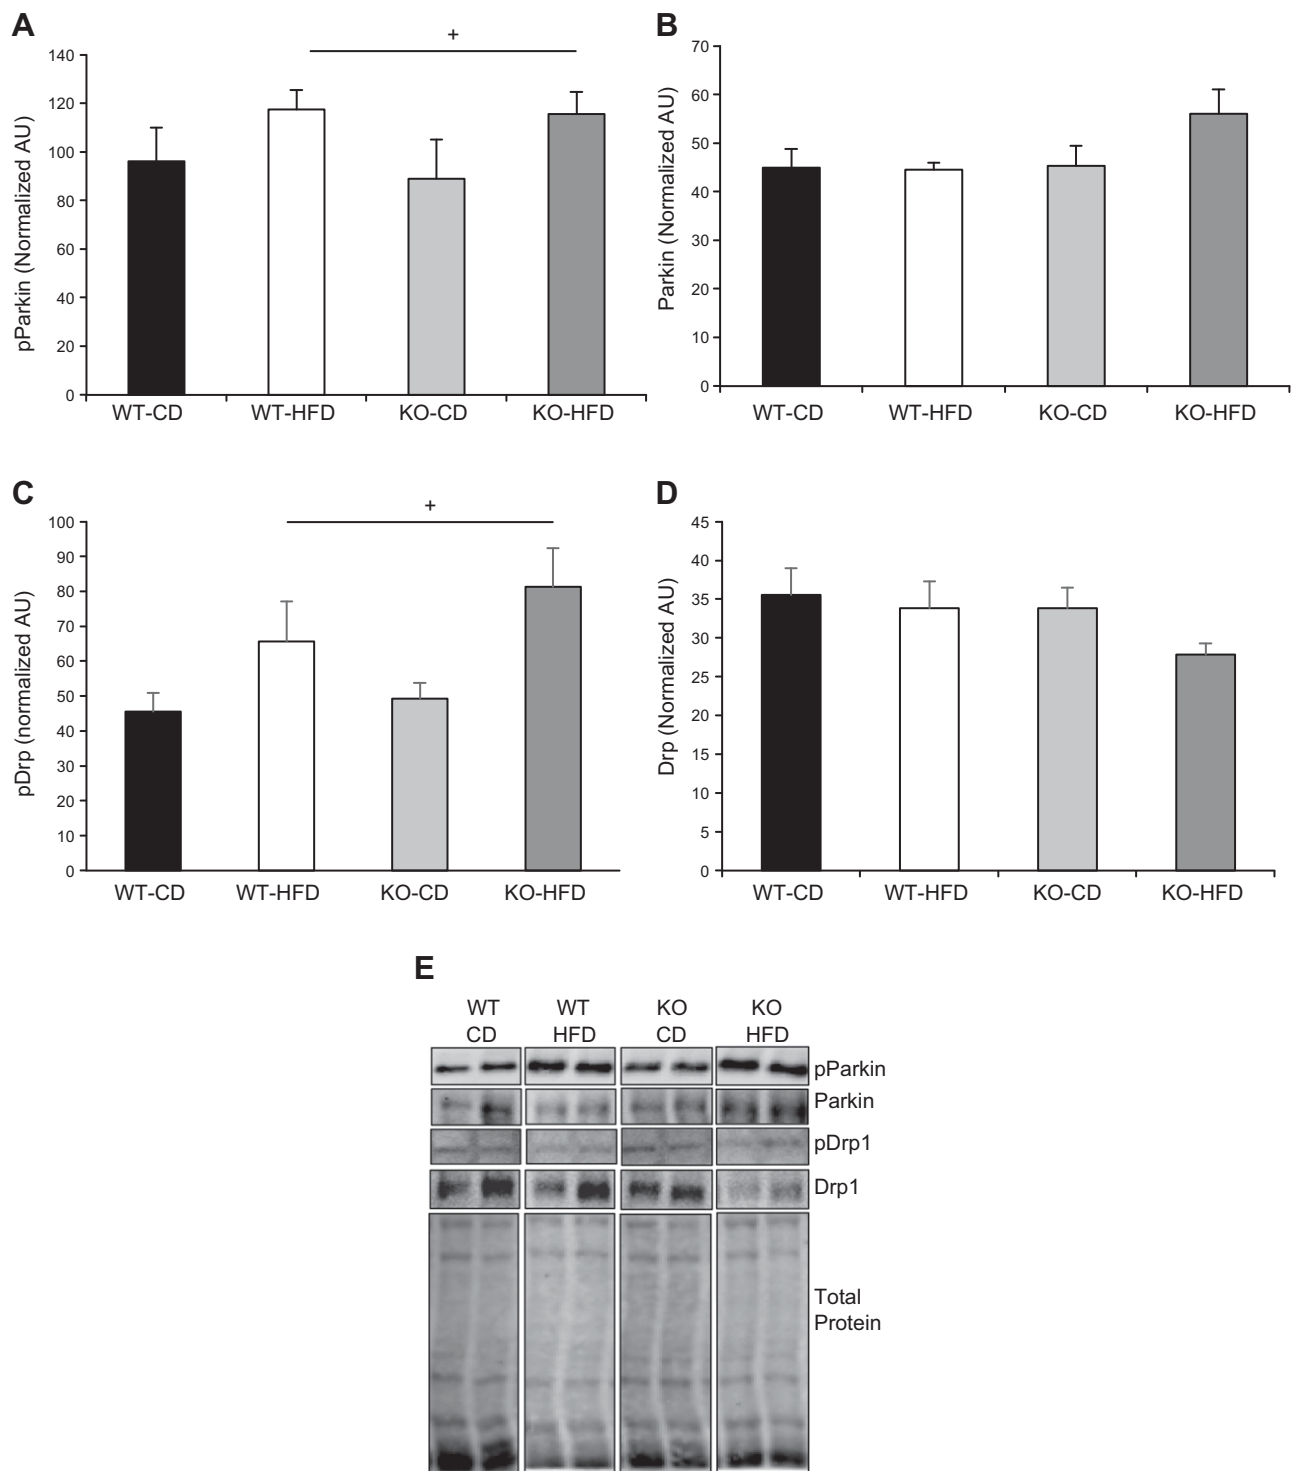 A
+
pParkin (Normalized AU)
140
120
100
80
60
40
20
0
WT-CD WT-HFD KO-CD KO-HFD
B
Parkin (Normalized AU)
70
60
50
40
30
20
10
0
WT-CD WT-HFD KO-CD KO-HFD
C
+
pDrp (normalized AU)
100
90
80
70
60
50
40
30
20
10
0
WT-CD WT-HFD KO-CD KO-HFD
D
Drp (Normalized AU)
45
40
35
30
25
20
15
10
5
0
WT-CD WT-HFD KO-CD KO-HFD
E
WT WT KO KO
CD HFD CD HFD
pParkin
Parkin
pDrp1
Drp1
Total
Protein